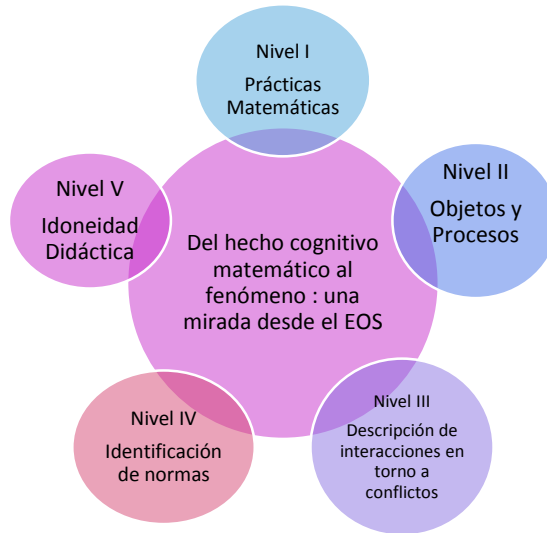 Nivel I
Prácticas
Matemáticas
Nivel II
Objetos y
Procesos
Nivel III
Descripción de
interacciones en
torno a
conflictos
Nivel IV
Identificación
de normas
Nivel V
Idoneidad
Didáctica
Del hecho cognitivo
matemático al
fenómeno : una
mirada desde el EOS